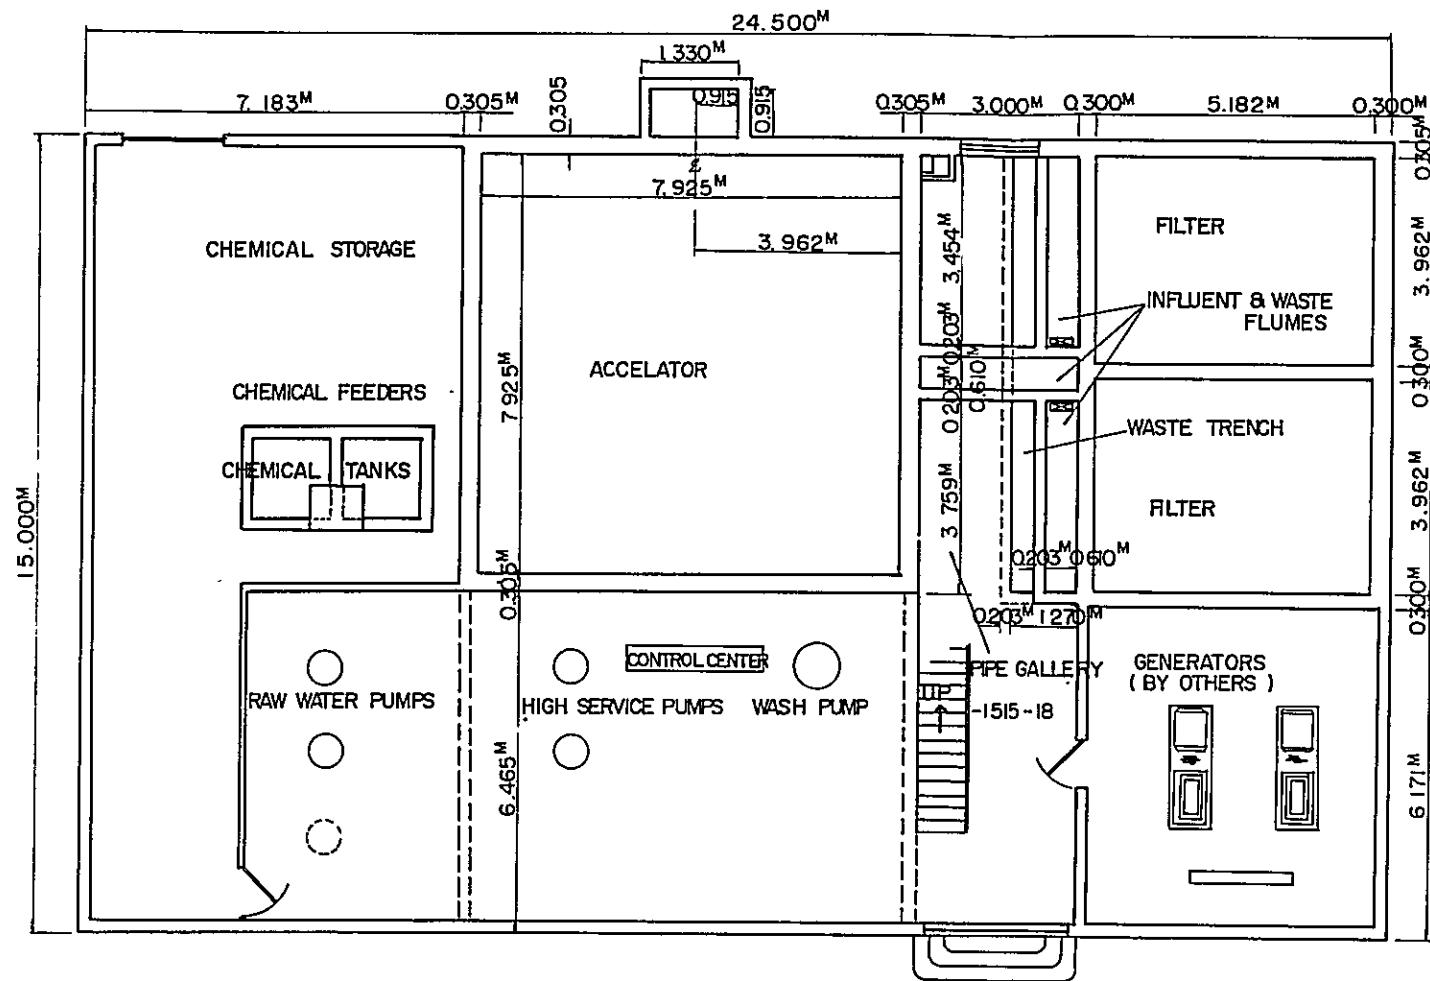 24.500M
1.330M
7.183M
0.305M
0.305
0.915
0.915
0.305M
3.000M
0.300M
5.182M
0.300M
0.305M
7.925M
3.962M
3.454M
3.962M
CHEMICAL STORAGE
FILTER
INFLUENT & WASTE
FLUMES
ACCELATOR
7.925M
0.203M
0.610M
0.203M
0.300M
CHEMICAL FEEDERS
CHEMICAL TANKS
WASTE TRENCH
3.759M
FILTER
3.962M
15.000M
0.203M
0.610M
0.305M
0.203M
1.270M
0.300M
CONTROL CENTER
PIPE GALLERY
GENERATORS
( BY OTHERS )
RAW WATER PUMPS
HIGH SERVICE PUMPS
WASH PUMP
UP
-1515-18
6.465M
6.171M